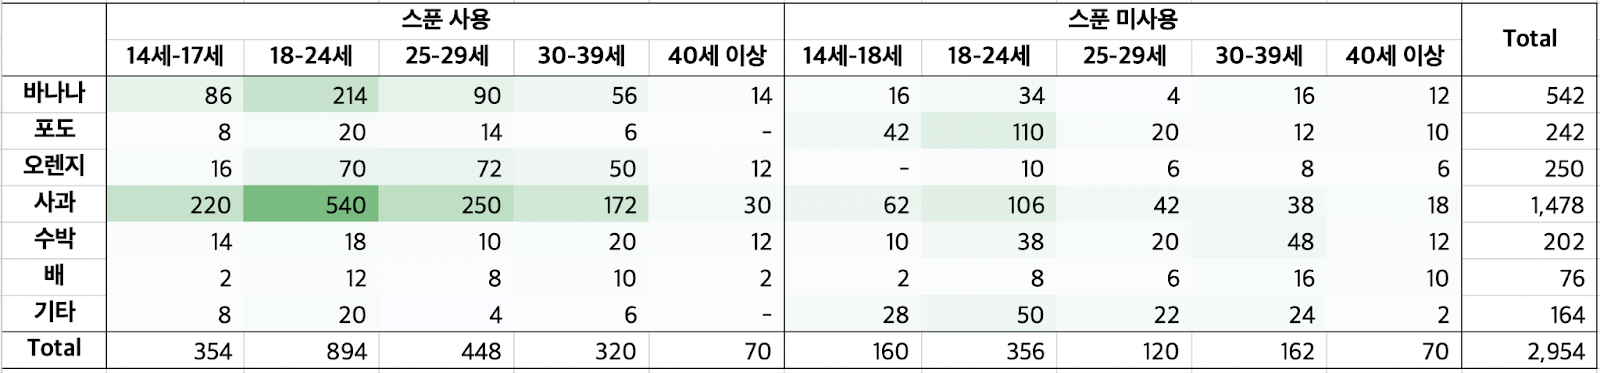 스푼 사용 스푼 미사용 Total
14세-17세 18-24세 25-29세 30-39세 40세 이상 14세-18세 18-24세 25-29세 30-39세 40세 이상
바나나 86 214 90 56 14 16 34 4 16 12 542
포도 8 20 14 6 - 42 110 20 12 10 242
오렌지 16 70 72 50 12 - 10 6 8 6 250
사과 220 540 250 172 30 62 106 42 38 18 1,478
수박 14 18 10 20 12 10 38 20 48 12 202
배 2 12 8 10 2 2 8 6 16 10 76
기타 8 20 4 6 - 28 50 22 24 2 164
Total 354 894 448 320 70 160 356 120 162 70 2,954